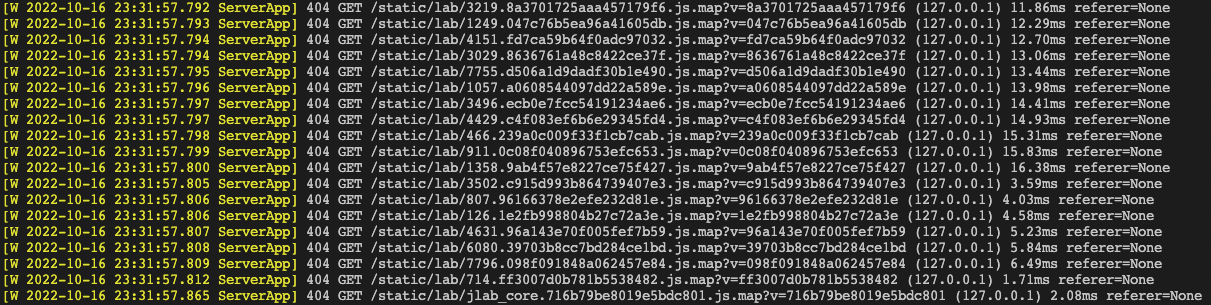 [W 2022-10-16 23:31:57.792 ServerApp] 404 GET /static/lab/3219.8a3701725aaa457179f6.js.map?v=8a3701725aaa457179f6 (127.0.0.1) 11.86ms referer=None
[W 2022-10-16 23:31:57.793 ServerApp] 404 GET /static/lab/1249.047c76b5ea96a41605db.js.map?v=047c76b5ea96a41605db (127.0.0.1) 12.29ms referer=None
[W 2022-10-16 23:31:57.794 ServerApp] 404 GET /static/lab/4151.fd7ca59b64f0adc97032.js.map?v=fd7ca59b64f0adc97032 (127.0.0.1) 12.70ms referer=None
[W 2022-10-16 23:31:57.794 ServerApp] 404 GET /static/lab/3029.8636761a48c8422ce37f.js.map?v=8636761a48c8422ce37f (127.0.0.1) 13.06ms referer=None
[W 2022-10-16 23:31:57.795 ServerApp] 404 GET /static/lab/7755.d506a1d9dadf30b1e490.js.map?v=d506a1d9dadf30b1e490 (127.0.0.1) 13.44ms referer=None
[W 2022-10-16 23:31:57.796 ServerApp] 404 GET /static/lab/1057.a0608544097dd22a589e.js.map?v=a0608544097dd22a589e (127.0.0.1) 13.98ms referer=None
[W 2022-10-16 23:31:57.797 ServerApp] 404 GET /static/lab/3496.ecb0e7fcc54191234ae6.js.map?v=ecb0e7fcc54191234ae6 (127.0.0.1) 14.41ms referer=None
[W 2022-10-16 23:31:57.797 ServerApp] 404 GET /static/lab/4429.c4f083ef6b6e29345fd4.js.map?v=c4f083ef6b6e29345fd4 (127.0.0.1) 14.93ms referer=None
[W 2022-10-16 23:31:57.798 ServerApp] 404 GET /static/lab/466.239a0c009f33f1cb7cab.js.map?v=239a0c009f33f1cb7cab (127.0.0.1) 15.31ms referer=None
[W 2022-10-16 23:31:57.799 ServerApp] 404 GET /static/lab/911.0c08f040896753efc653.js.map?v=0c08f040896753efc653 (127.0.0.1) 15.83ms referer=None
[W 2022-10-16 23:31:57.800 ServerApp] 404 GET /static/lab/1358.9ab4f57e8227ce75f427.js.map?v=9ab4f57e8227ce75f427 (127.0.0.1) 16.38ms referer=None
[W 2022-10-16 23:31:57.805 ServerApp] 404 GET /static/lab/3502.c915d993b864739407e3.js.map?v=c915d993b864739407e3 (127.0.0.1) 3.59ms referer=None
[W 2022-10-16 23:31:57.806 ServerApp] 404 GET /static/lab/807.96166378e2efe232d81e.js.map?v=96166378e2efe232d81e (127.0.0.1) 4.03ms referer=None
[W 2022-10-16 23:31:57.806 ServerApp] 404 GET /static/lab/126.1e2fb998804b27c72a3e.js.map?v=1e2fb998804b27c72a3e (127.0.0.1) 4.58ms referer=None
[W 2022-10-16 23:31:57.807 ServerApp] 404 GET /static/lab/4631.96a143e70f005fef7b59.js.map?v=96a143e70f005fef7b59 (127.0.0.1) 5.23ms referer=None
[W 2022-10-16 23:31:57.808 ServerApp] 404 GET /static/lab/6080.39703b8cc7bd284ce1bd.js.map?v=39703b8cc7bd284ce1bd (127.0.0.1) 5.84ms referer=None
[W 2022-10-16 23:31:57.809 ServerApp] 404 GET /static/lab/7796.098f091848a062457e84.js.map?v=098f091848a062457e84 (127.0.0.1) 6.49ms referer=None
[W 2022-10-16 23:31:57.812 ServerApp] 404 GET /static/lab/714.ff3007d0b781b5538482.js.map?v=ff3007d0b781b5538482 (127.0.0.1) 1.71ms referer=None
[W 2022-10-16 23:31:57.865 ServerApp] 404 GET /static/lab/jlab_core.716b79be8019e5bdc801.js.map?v=716b79be8019e5bdc801 (127.0.0.1) 2.08ms referer=None